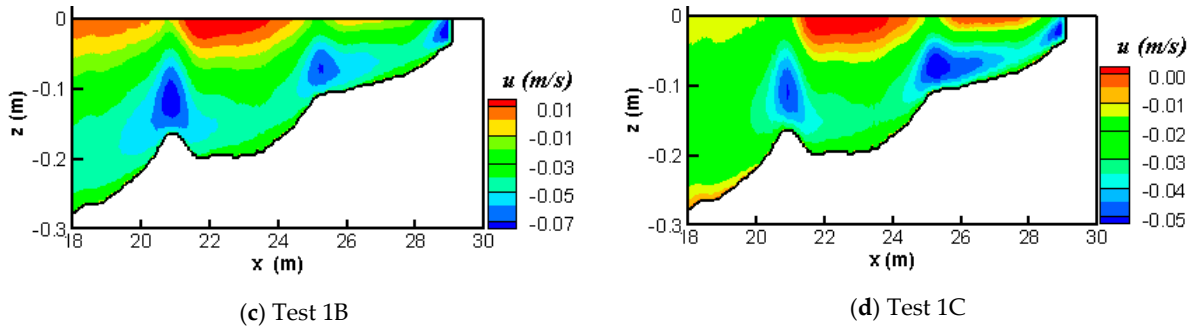 0
-0.1
-0.2
-0.3
z (m)
18 20 22 24 26 28 30
x (m)
u (m/s)
0.01
-0.01
-0.03
-0.05
-0.07
(c) Test 1B
0
-0.1
-0.2
-0.3
z (m)
18 20 22 24 26 28 30
x (m)
u (m/s)
0.00
-0.01
-0.02
-0.03
-0.04
-0.05
(d) Test 1C